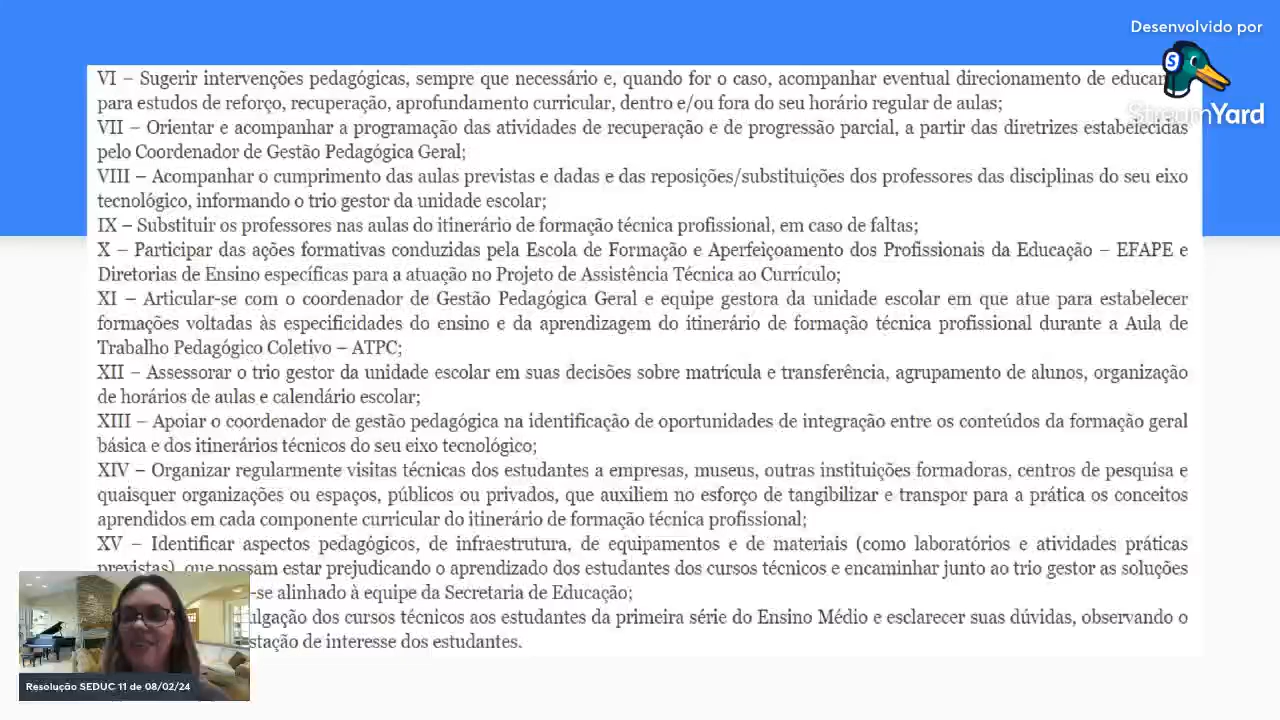 Desenvolvido por
StreamYard
VI – Sugerir intervenções pedagógicas, sempre que necessário e, quando for o caso, acompanhar eventual direcionamento de
para estudos de reforço, recuperação, aprofundamento curricular, dentro e/ou fora do seu horário regular de aulas;
VII – Orientar e acompanhar a programação das atividades de recuperação e de progressão parcial, a partir das diretrizes estabelecidas
pelo Coordenador de Gestão Pedagógica Geral;
VIII – Acompanhar o cumprimento das aulas previstas e dadas e das reposições/substituições dos professores das disciplinas do seu eixo
tecnológico, informando o trio gestor da unidade escolar;
IX – Substituir os professores nas aulas do itinerário de formação técnica profissional, em caso de faltas;
X – Participar das ações formativas conduzidas pela Escola de Formação e Aperfeiçoamento dos Profissionais da Educação – EFAPE e
Diretorias de Ensino específicas para a atuação no Projeto de Assistência Técnica ao Currículo;
XI – Articular-se com o coordenador de Gestão Pedagógica Geral e equipe gestora da unidade escolar em que atue para estabelecer
formações voltadas às especificidades do ensino e da aprendizagem do itinerário de formação técnica profissional durante a Aula de
Trabalho Pedagógico Coletivo – ATPC;
XII – Assessorar o trio gestor da unidade escolar em suas decisões sobre matrícula e transferência, agrupamento de alunos, organização
de horários de aulas e calendário escolar;
XIII – Apoiar o coordenador de gestão pedagógica na identificação de oportunidades de integração entre os conteúdos da formação geral
básica e dos itinerários técnicos do seu eixo tecnológico;
XIV – Organizar regularmente visitas técnicas dos estudantes a empresas, museus, outras instituições formadoras, centros de pesquisa e
quaisquer organizações ou espaços, públicos ou privados, que auxiliem no esforço de tangibilizar e transpor para a prática os conceitos
aprendidos em cada componente curricular do itinerário de formação técnica profissional;
XV – Identificar aspectos pedagógicos, de infraestrutura, de equipamentos e de materiais (como laboratórios e atividades práticas
previstas), que possam estar prejudicando o aprendizado dos estudantes dos cursos técnicos e encaminhar junto ao trio gestor as soluções
-se alinhado à equipe da Secretaria de Educação;
dos cursos técnicos aos estudantes da primeira série do Ensino Médio e esclarecer suas dúvidas, observando o
de interesse dos estudantes.
Resolução SEDUC 11 de 08/02/24